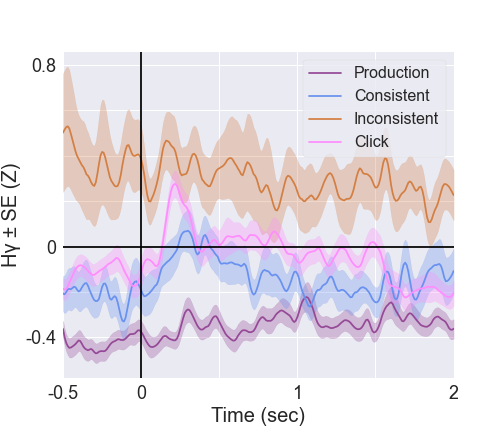 0.8
0
-0.4
Hγ ± SE (Z)
Production
Consistent
Inconsistent
Click
-0.5
0
1
2
Time (sec)